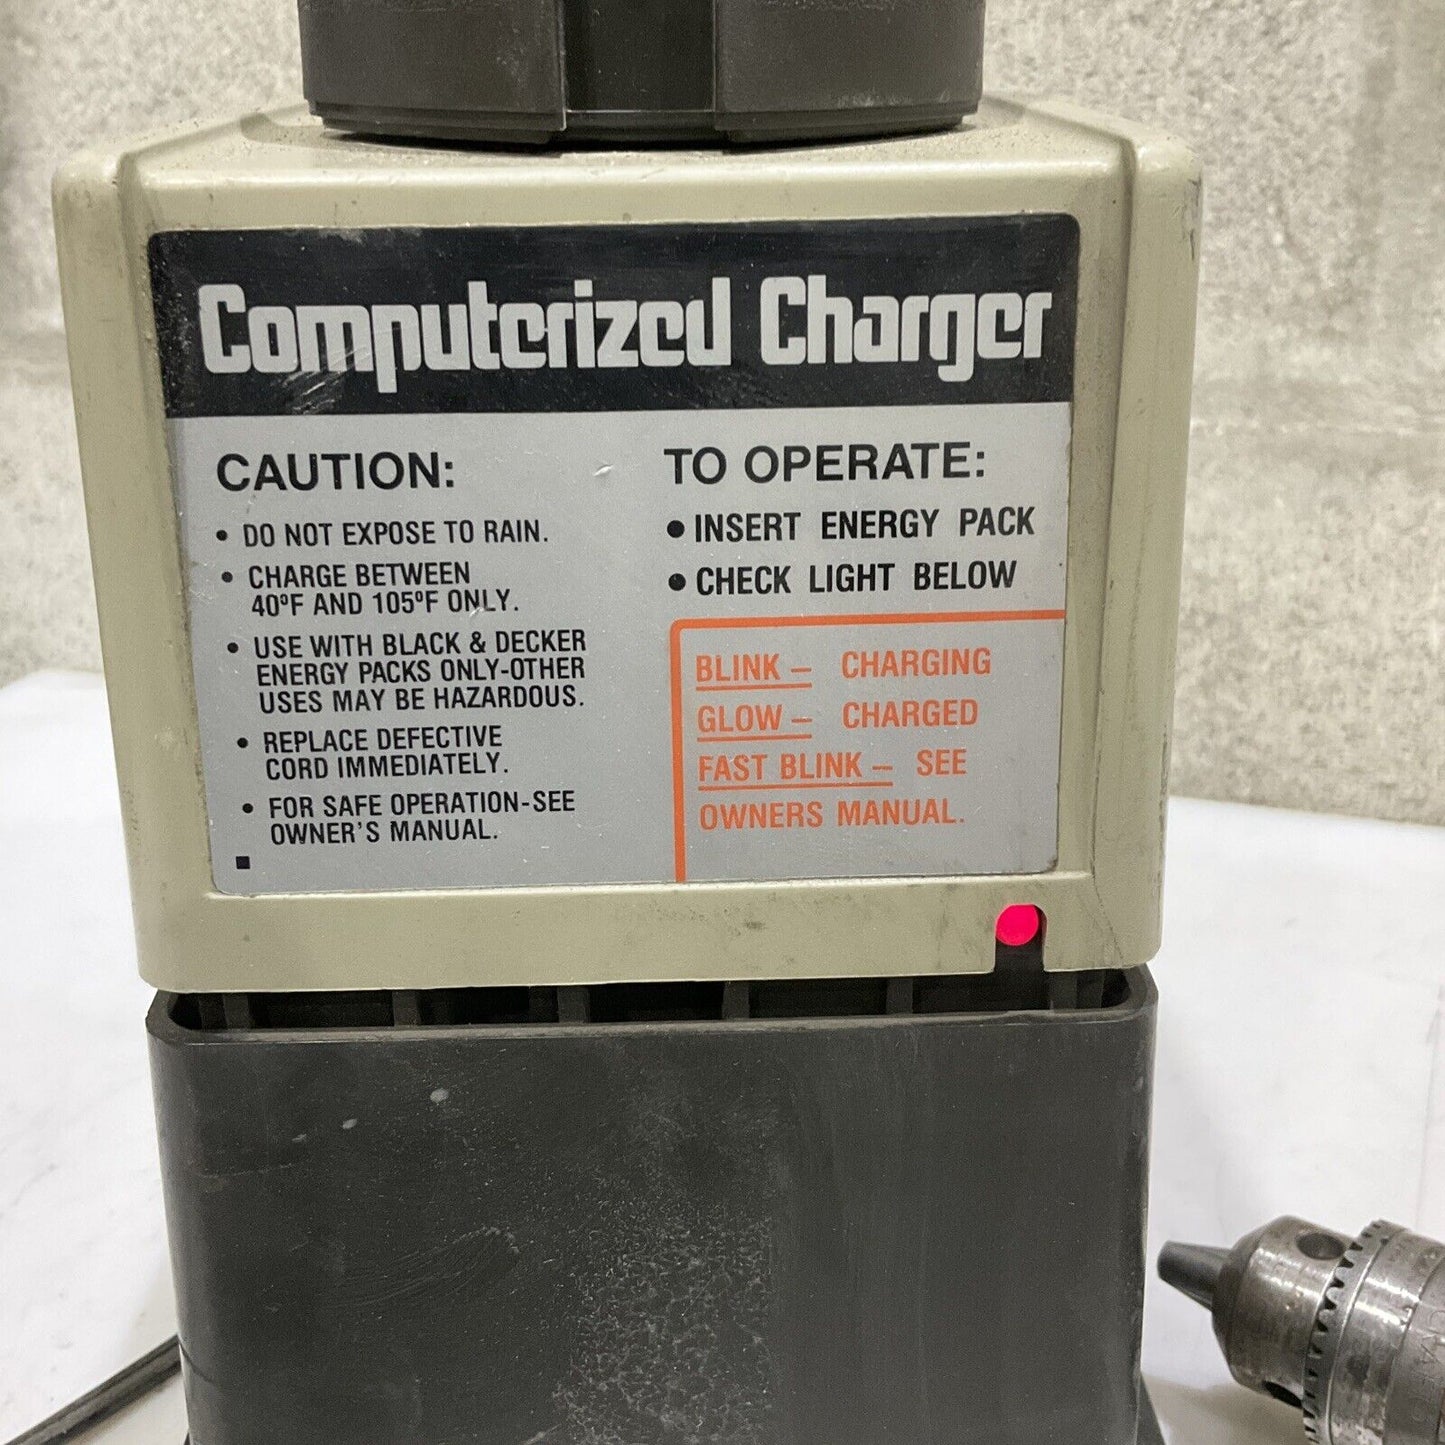 Computerized Charger
CAUTION:
• DO NOT EXPOSE TO RAIN.
• CHARGE BETWEEN
40ºF AND 105ºF ONLY.
• USE WITH BLACK & DECKER
ENERGY PACKS ONLY-OTHER
USES MAY BE HAZARDOUS.
• REPLACE DEFECTIVE
CORD IMMEDIATELY.
• FOR SAFE OPERATION-SEE
OWNER'S MANUAL.
TO OPERATE:
• INSERT ENERGY PACK
• CHECK LIGHT BELOW
BLINK – CHARGING
GLOW – CHARGED
FAST BLINK – SEE
OWNERS MANUAL.